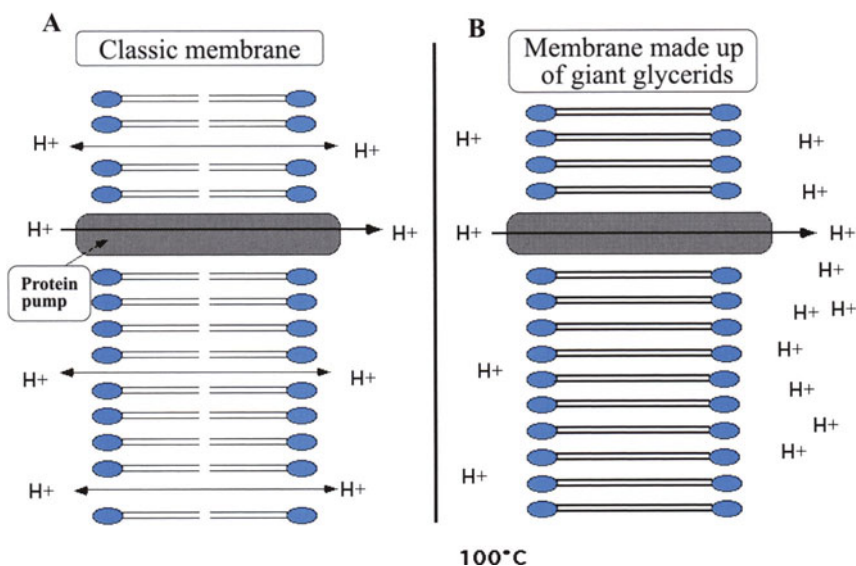 A
Classic membrane
H+
H+
H+
H+
Protein
pump
H+
H+
H+
H+
B
Membrane made up
of giant glycerids
H+
H+
H+
H+
H+
H+
H+
H+
H+
H+
H+
H+
H+
H+
100°C